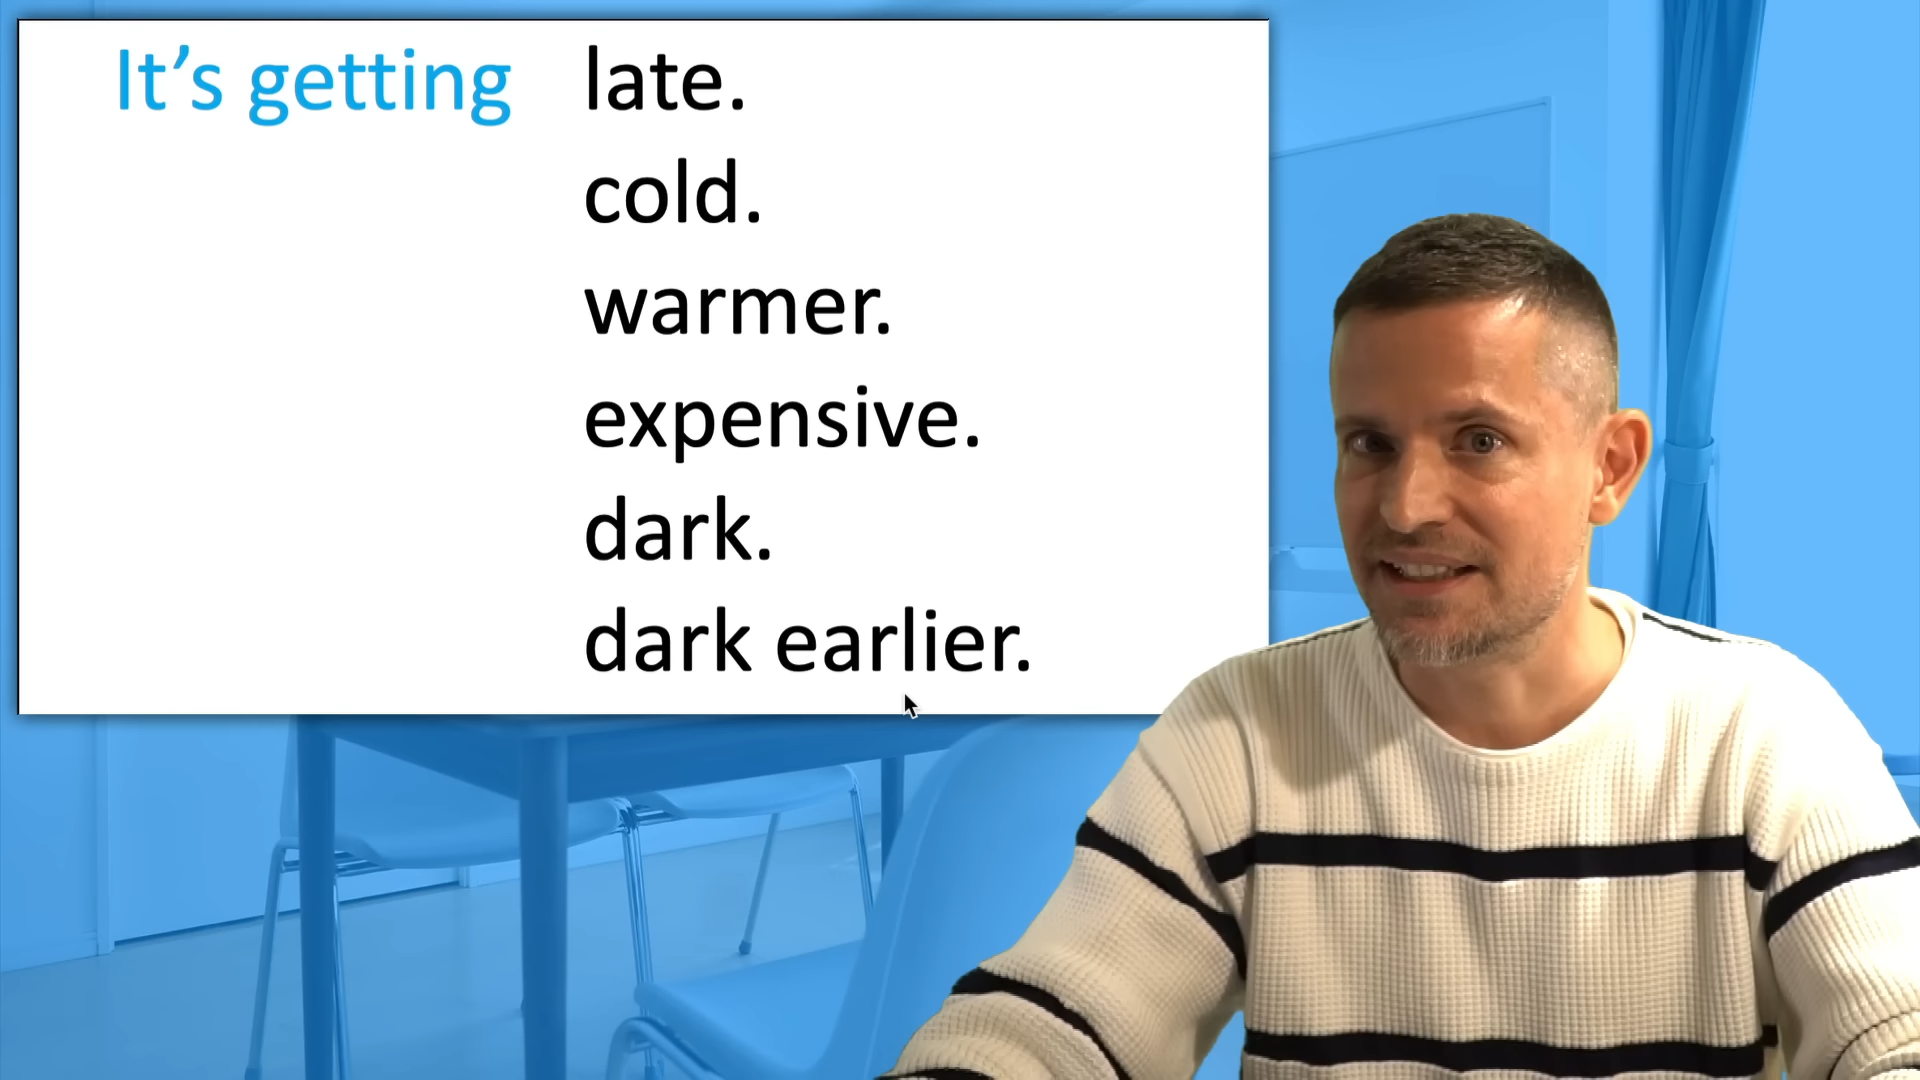 It’s getting late.
cold.
warmer.
expensive.
dark.
dark earlier.